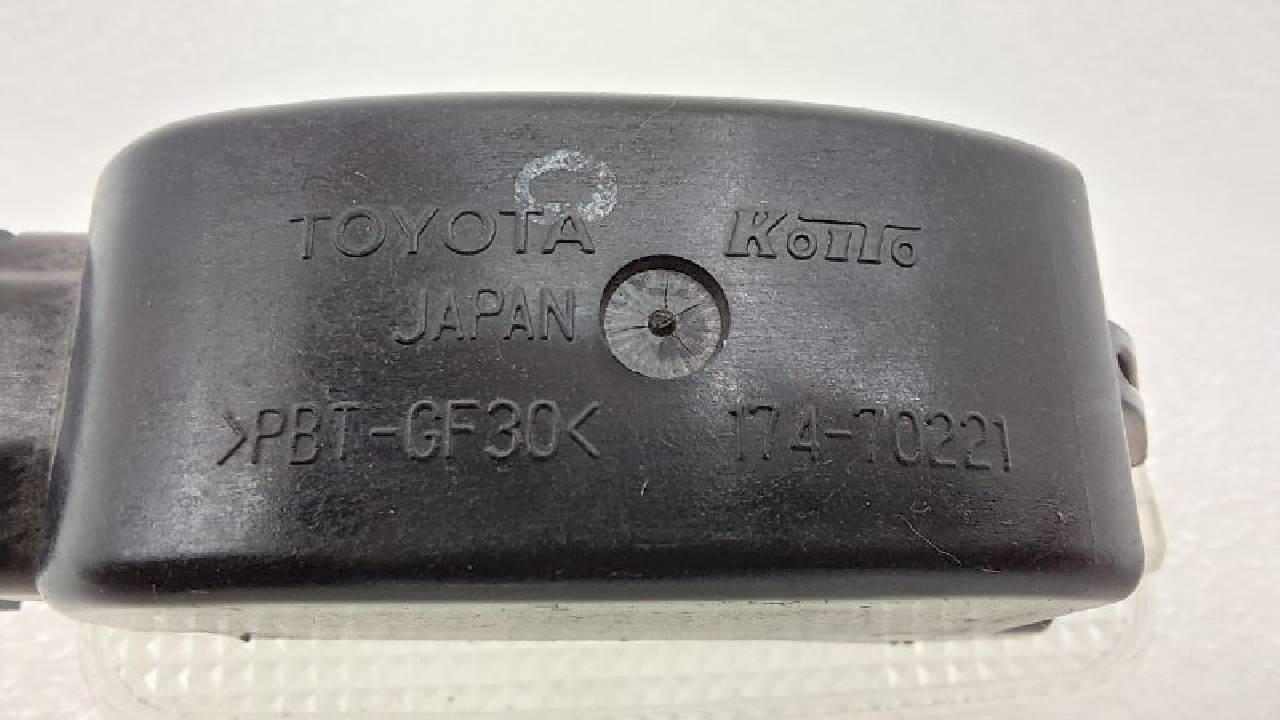 TOYOTA Koito
JAPAN
>PBT-GF30< 174-70221